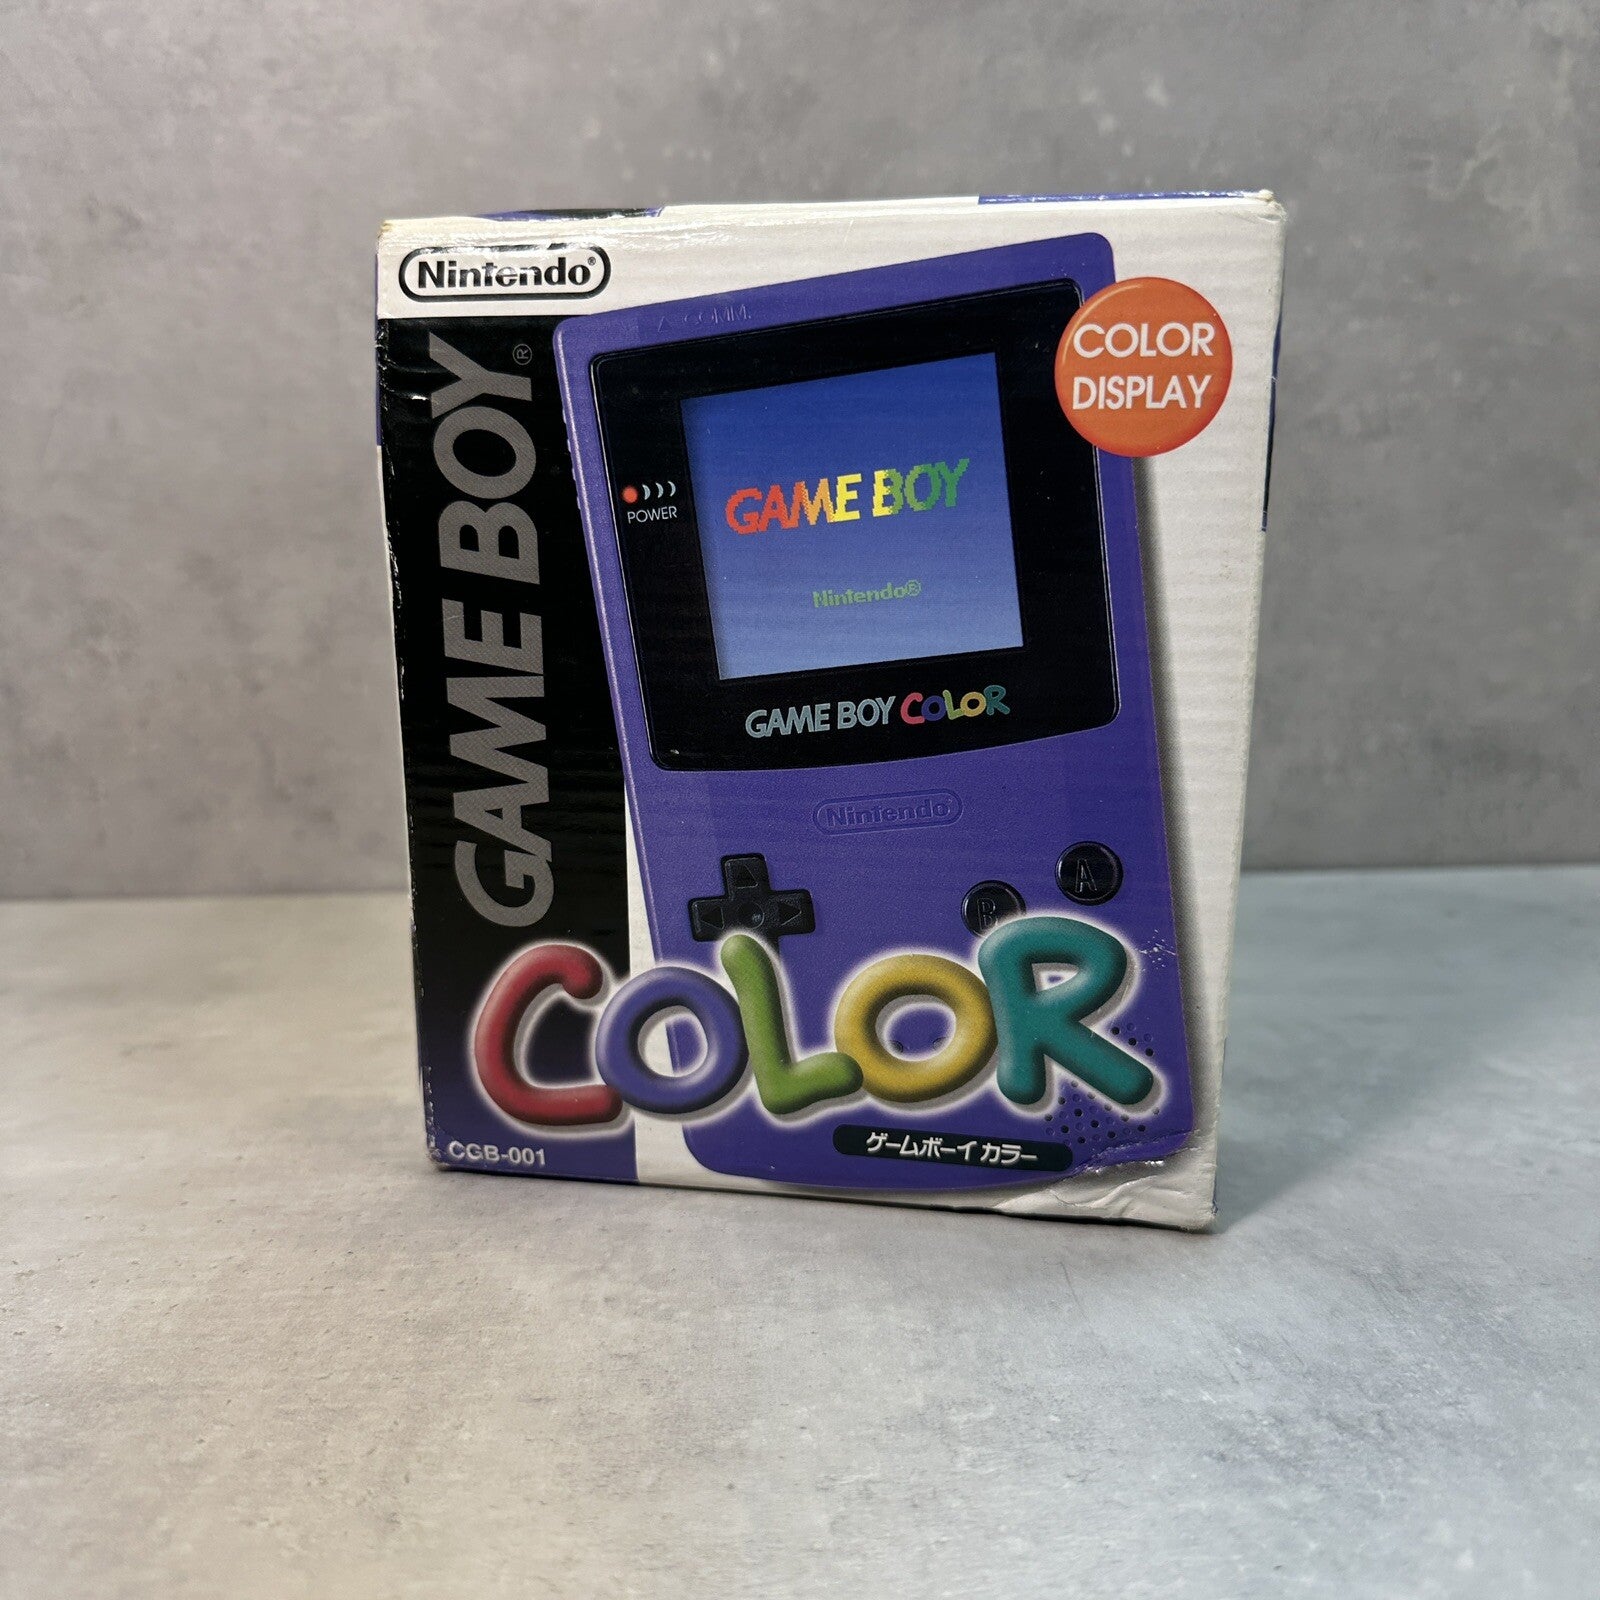 Nintendo®
GAME BOY®
COMM.
COLOR
DISPLAY
POWER
GAME BOY
Nintendo®
GAME BOY COLOR
Nintendo®
A
B
COLOR
ゲームボーイカラー
CGB-001